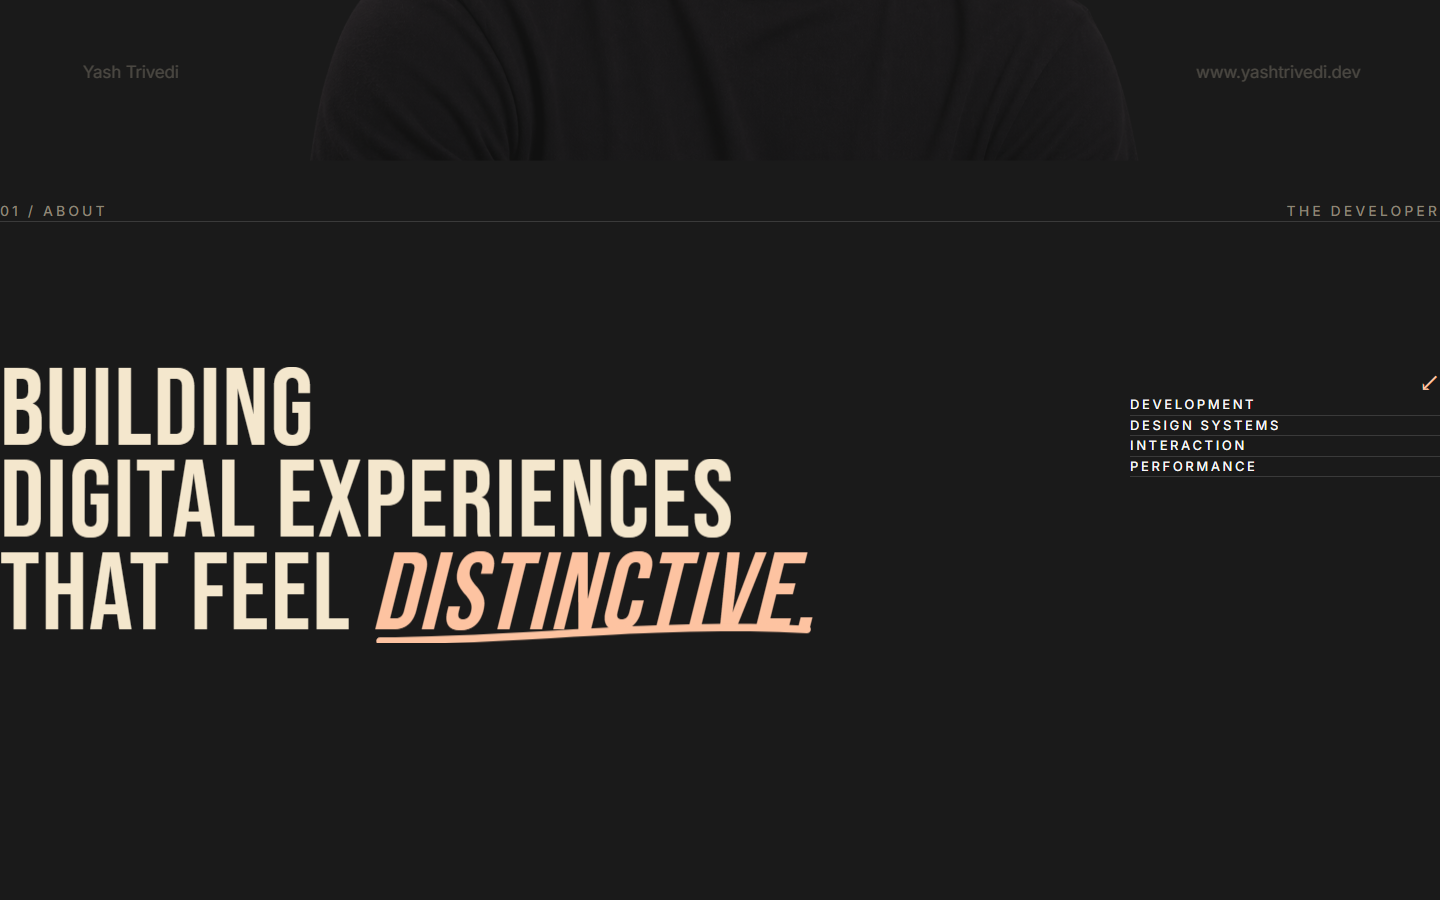 Yash Trivedi
www.yashtrivedi.dev
01 / ABOUT
THE DEVELOPER
BUILDING
DIGITAL EXPERIENCES
THAT FEEL DISTINCTIVE.
DEVELOPMENT
DESIGN SYSTEMS
INTERACTION
PERFORMANCE